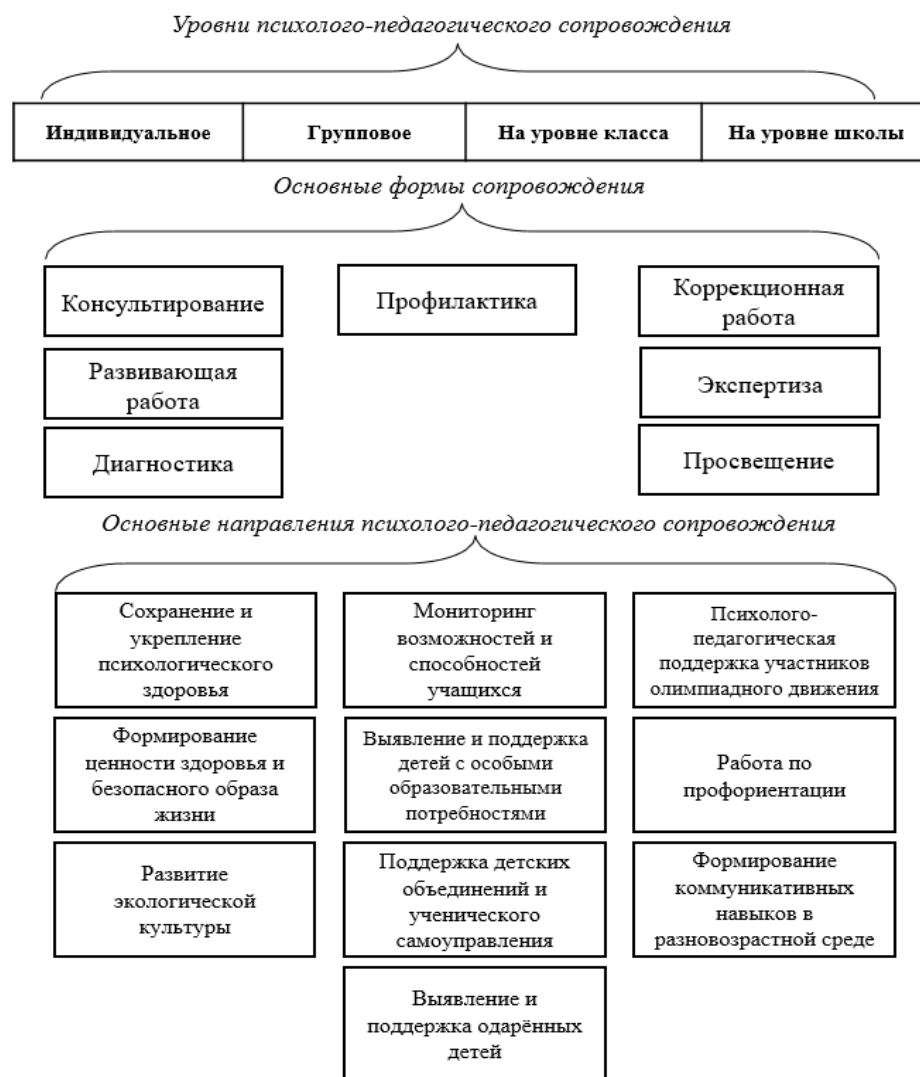 Уровни психолого-педагогического сопровождения
Индивидуальное
Групповое
На уровне класса
На уровне школы
Основные формы сопровождения
Консультирование
Профилактика
Коррекционная
работа
Развивающая
работа
Экспертиза
Диагностика
Просвещение
Основные направления психолого-педагогического сопровождения
Сохранение и
укрепление
психологического
здоровья
Мониторинг
возможностей и
способностей
учащихся
Психолого-
педагогическая
поддержка участников
олимпиадного движения
Формирование
ценности здоровья и
безопасного образа
жизни
Выявление и поддержка
детей с особыми
образовательными
потребностями
Работа по
профориентации
Развитие
экологической
культуры
Поддержка детских
объединений и
ученического
самоуправления
Формирование
коммуникативных
навыков в
разновозрастной среде
Выявление и
поддержка одарённых
детей